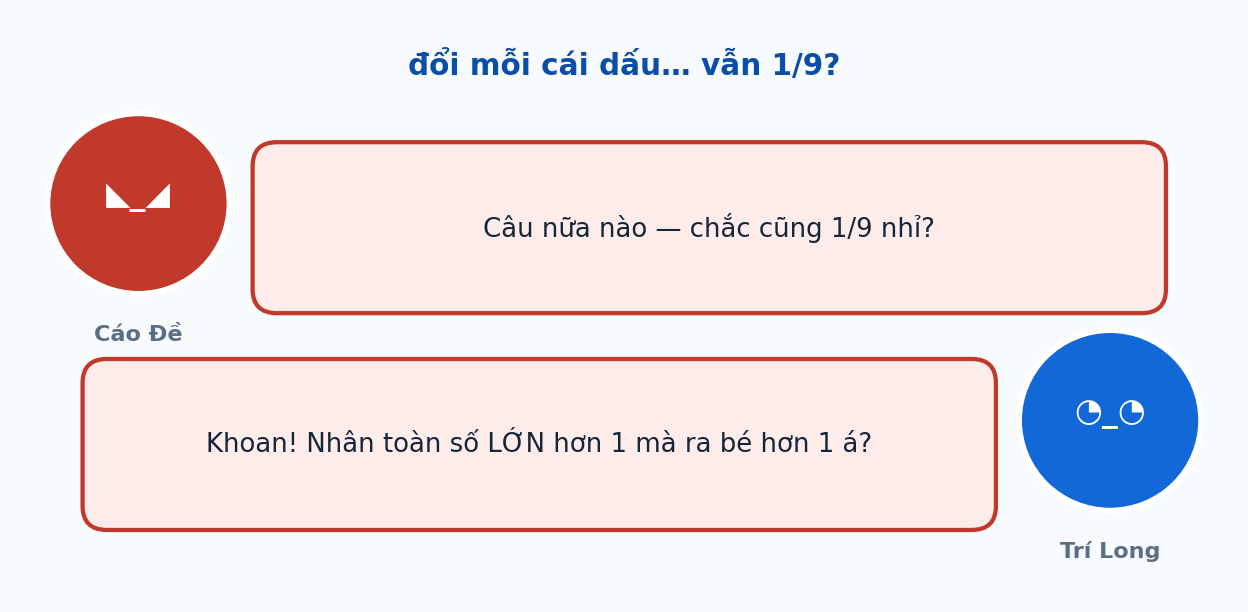 đổi mỗi cái dấu… vẫn 1/9?
Câu nữa nào — chắc cũng 1/9 nhỉ?
Cáo Đề
Khoan! Nhân toàn số LỚN hơn 1 mà ra bé hơn 1 á?
Trí Long